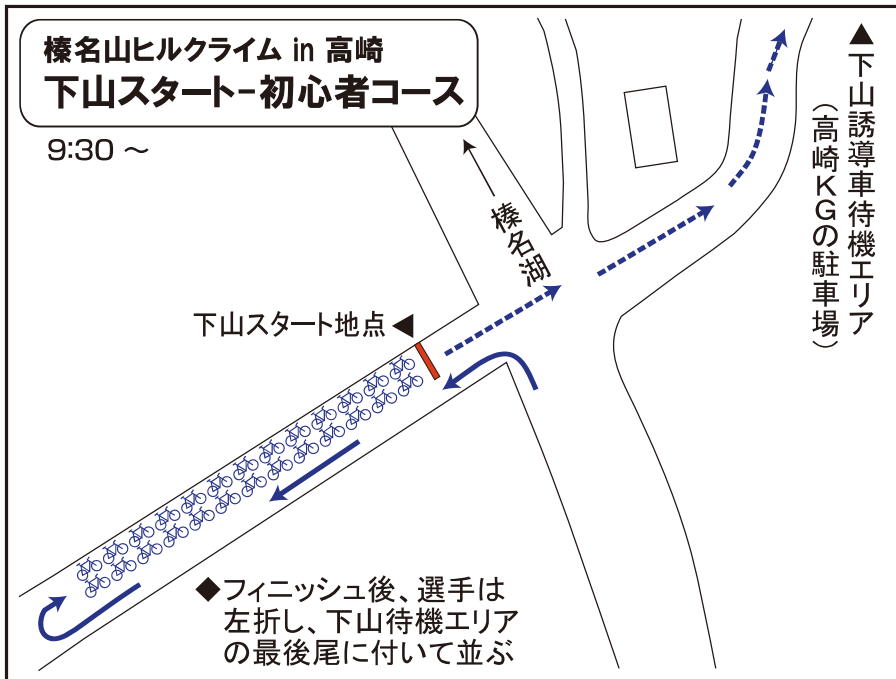 榛名山ヒルクライム in 高崎
下山スタート-初心者コース
9:30 ～
▲下山誘導車待機エリア
（高崎KGの駐車場）
榛名湖
下山スタート地点◀
◆フィニッシュ後、選手は
左折し、下山待機エリア
の最後尾に付いて並ぶ